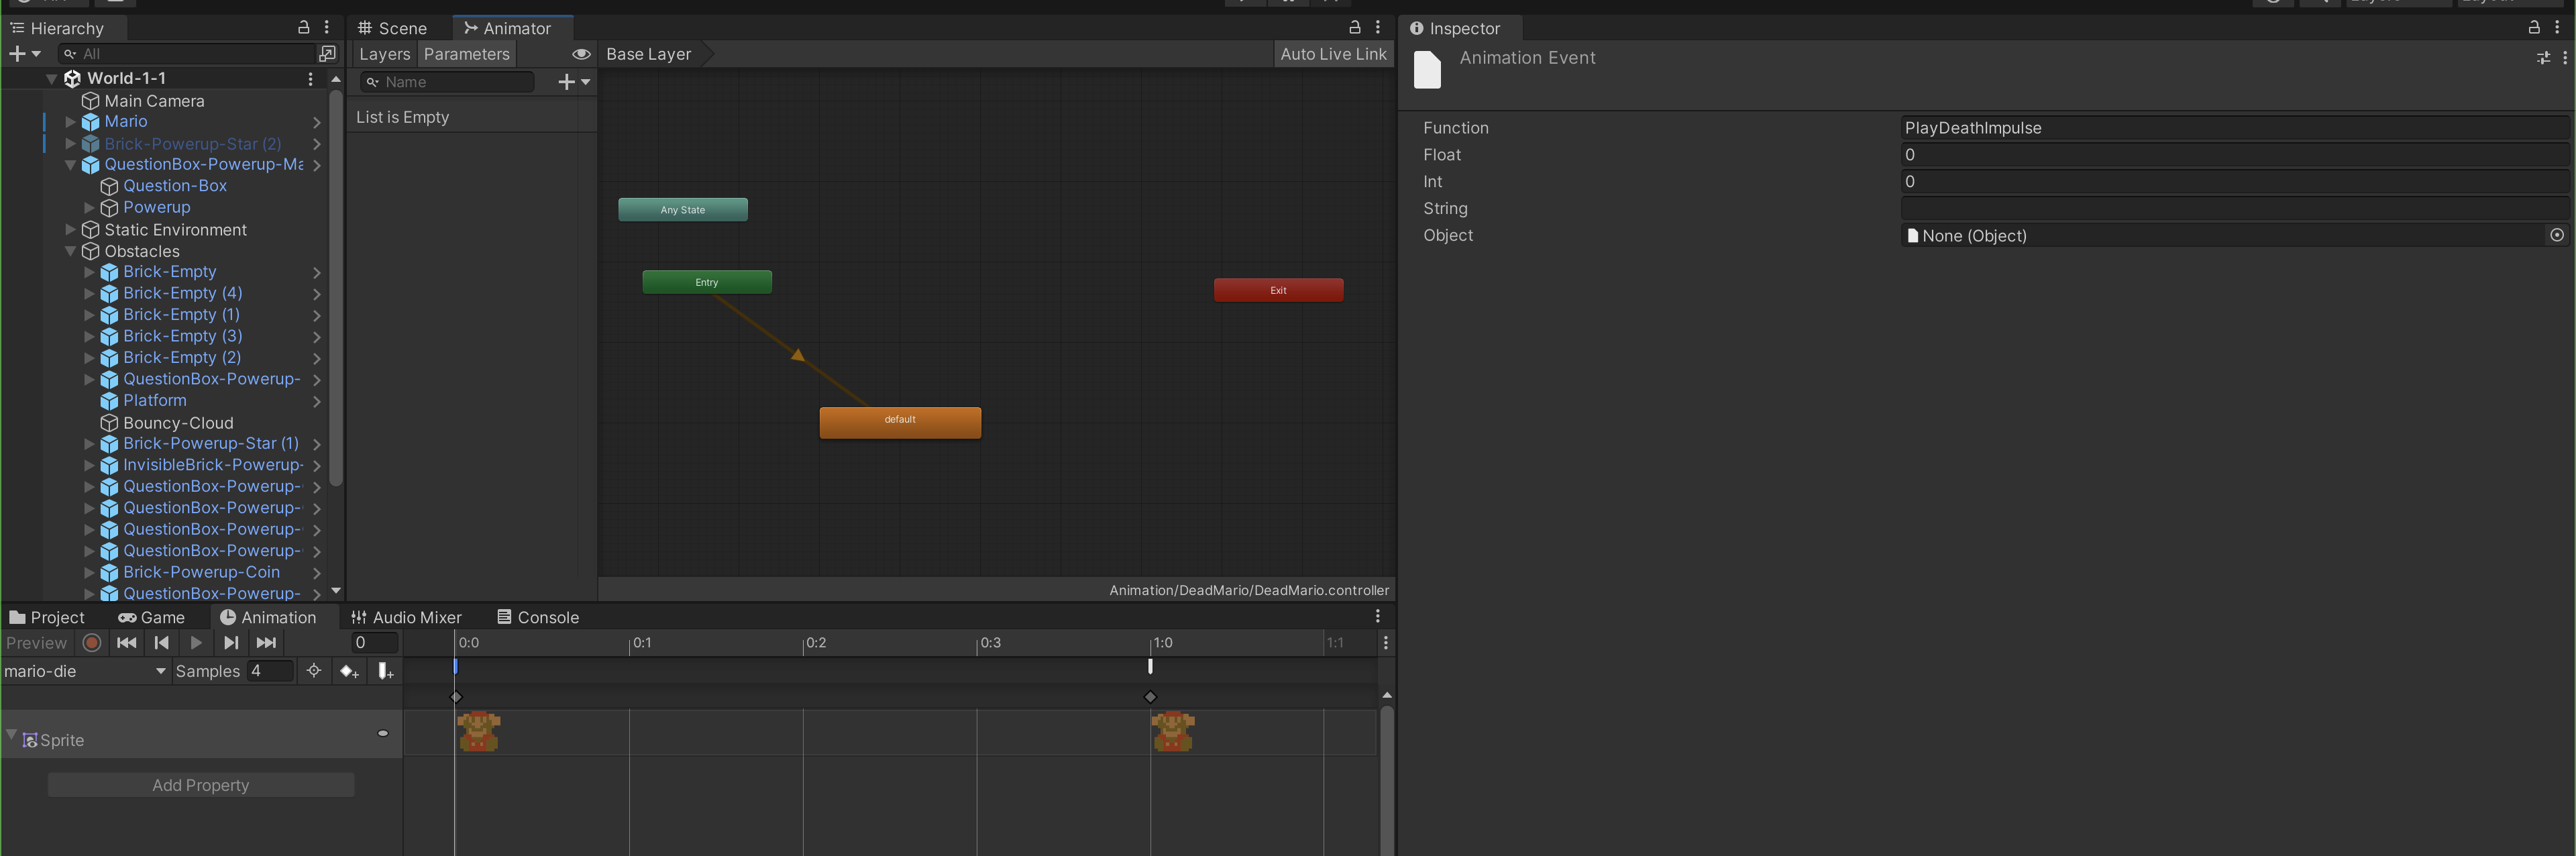 Hierarchy
All
World-1-1
Main Camera
Mario
Brick-Powerup-Star (2)
QuestionBox-Powerup-Ma
Question-Box
Powerup
Static Environment
Obstacles
Brick-Empty
Brick-Empty (4)
Brick-Empty (1)
Brick-Empty (3)
Brick-Empty (2)
QuestionBox-Powerup-
Platform
Bouncy-Cloud
Brick-Powerup-Star (1)
InvisibleBrick-Powerup-
QuestionBox-Powerup-
QuestionBox-Powerup-
QuestionBox-Powerup-
QuestionBox-Powerup-
Brick-Powerup-Coin
QuestionBox-Powerup-
Scene Animator
Layers Parameters Base Layer Auto Live Link
Name
List is Empty
Any State
Entry
Exit
default
Animation/DeadMario/DeadMario.controller
Inspector
Animation Event
Function PlayDeathImpulse
Float 0
Int 0
String
Object None (Object)
Project Game Animation Audio Mixer Console
Preview 0 0:0 0:1 0:2 0:3 1:0 1:1
mario-die Samples 4
Sprite
Add Property